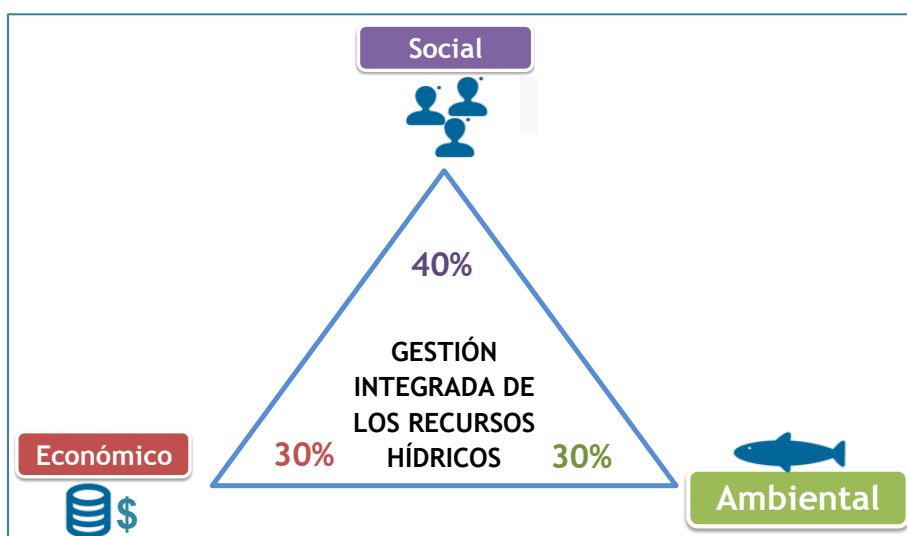 Social
40%
GESTIÓN
INTEGRADA DE
LOS RECURSOS
HÍDRICOS
Económico
30%
30%
$
Ambiental